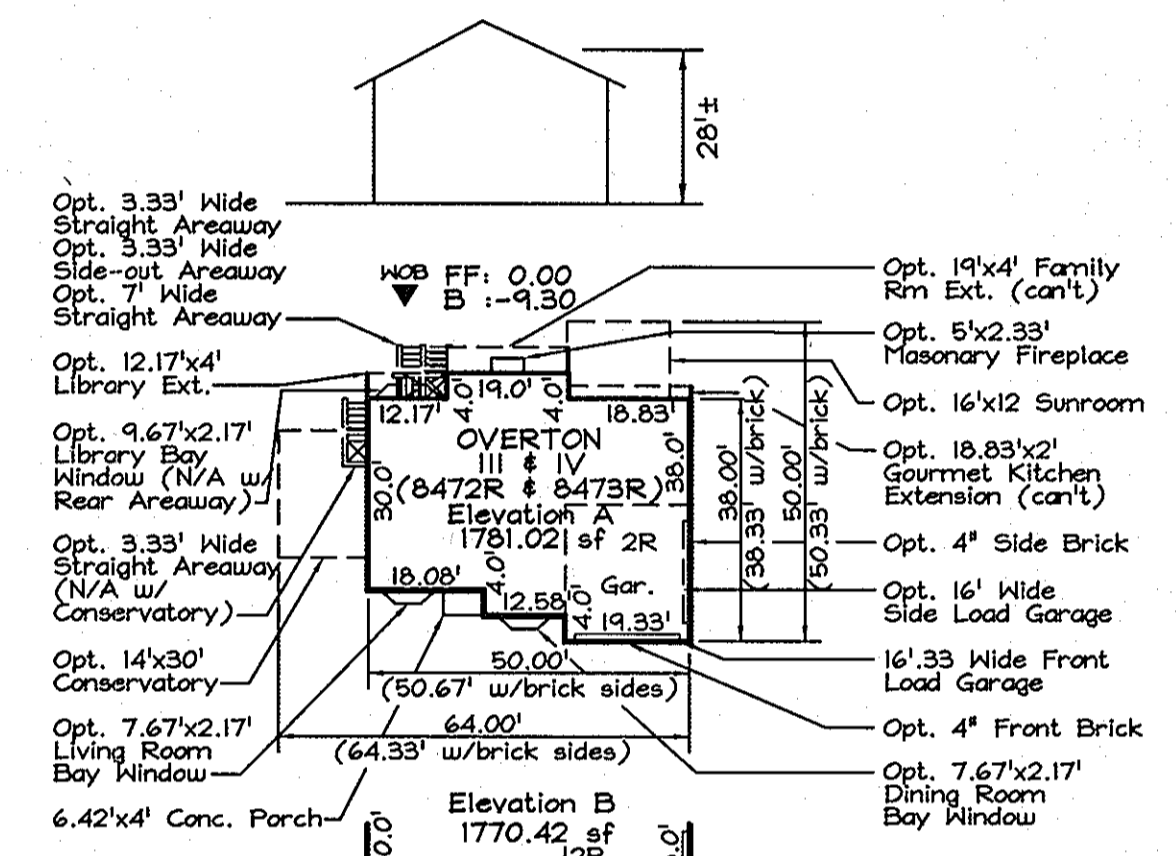 28'±
Opt. 3.33' Wide
Straight Areaway
Opt. 3.33' Wide
Side-out Areaway
Opt. 7' Wide
Straight Areaway
Opt. 12.17'x4'
Library Ext.
Opt. 9.67'x2.17'
Library Bay
Window (N/A w/
Rear Areaway)
Opt. 3.33' Wide
Straight Areaway
(N/A w/
Conservatory)
Opt. 14'x30'
Conservatory
Opt. 7.67'x2.17'
Living Room
Bay Window
6.42'x4' Conc. Porch
WOB FF: 0.00
B :-9.30
12.17'
4.0'
19.0'
4.0'
18.83'
OVERTON
III & IV
(8472R & 8473R)
Elevation A
1781.02 sf 2R
30.0'
38.0'
Gar.
18.08'
4.0'
12.58'
4.0'
19.33'
50.00'
(50.67' w/brick sides)
64.00'
(64.33' w/brick sides)
38.00'
(38.33' w/brick)
50.00'
(50.33' w/brick)
Elevation B
1770.42 sf
2R
0.0'
.0'
Opt. 19'x4' Family
Rm Ext. (can't)
Opt. 5'x2.33'
Masonary Fireplace
Opt. 16'x12 Sunroom
Opt. 18.83'x2'
Gourmet Kitchen
Extension (can't)
Opt. 4" Side Brick
Opt. 16' Wide
Side Load Garage
16'.33 Wide Front
Load Garage
Opt. 4" Front Brick
Opt. 7.67'x2.17'
Dining Room
Bay Window